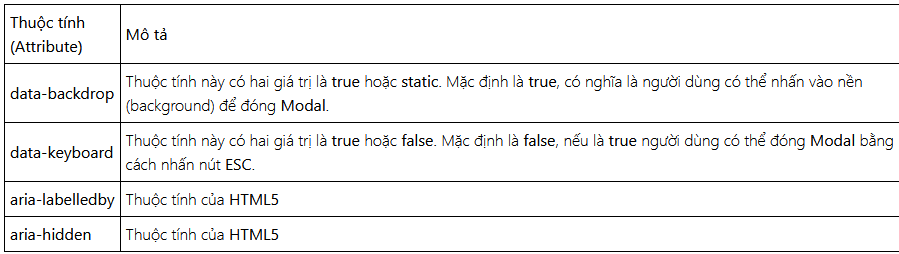 Thuộc tính
(Attribute)
Mô tả
data-backdrop
Thuộc tính này có hai giá trị là true hoặc static. Mặc định là true, có nghĩa là người dùng có thể nhấn vào nền
(background) để đóng Modal.
data-keyboard
Thuộc tính này có hai giá trị là true hoặc false. Mặc định là false, nếu là true người dùng có thể đóng Modal bằng
cách nhấn nút ESC.
aria-labelledby
Thuộc tính của HTML5
aria-hidden
Thuộc tính của HTML5